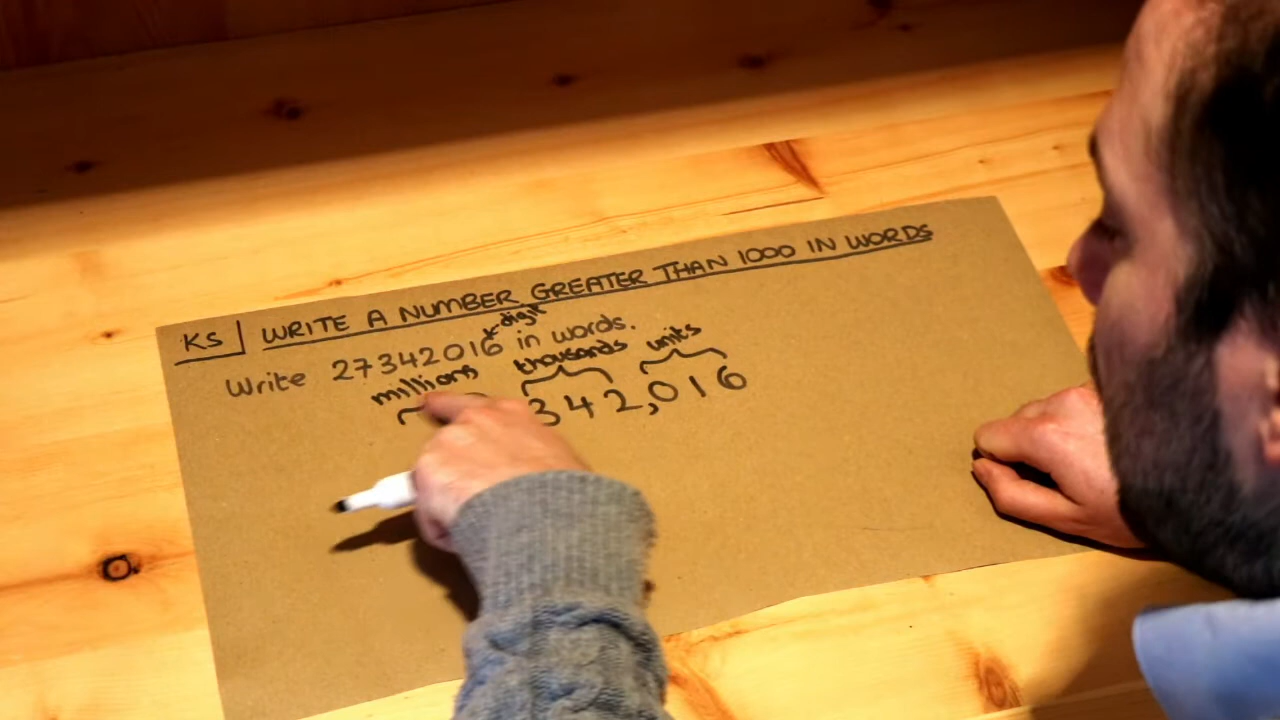 KS WRITE A NUMBER GREATER THAN 1000 IN WORDS
digit
Write 27342016 in words.
millions thousands units
342,016